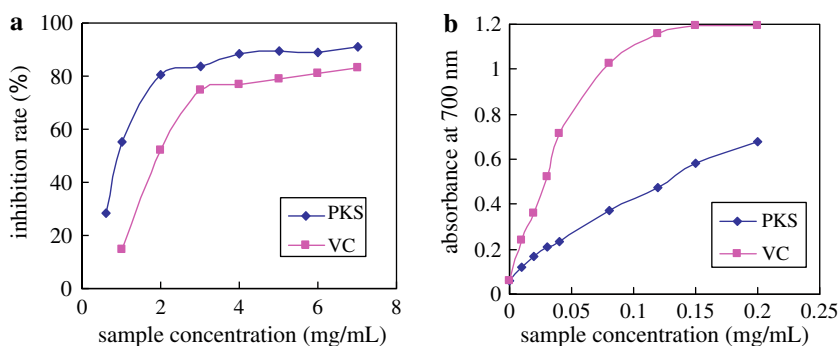 a
inhibition rate (%)
100
80
60
40
20
0
PKS
VC
0 2 4 6 8
sample concentration (mg/mL)
b
absorbance at 700 nm
1.2
1
0.8
0.6
0.4
0.2
0
PKS
VC
0 0.05 0.1 0.15 0.2 0.25
sample concentration (mg/mL)